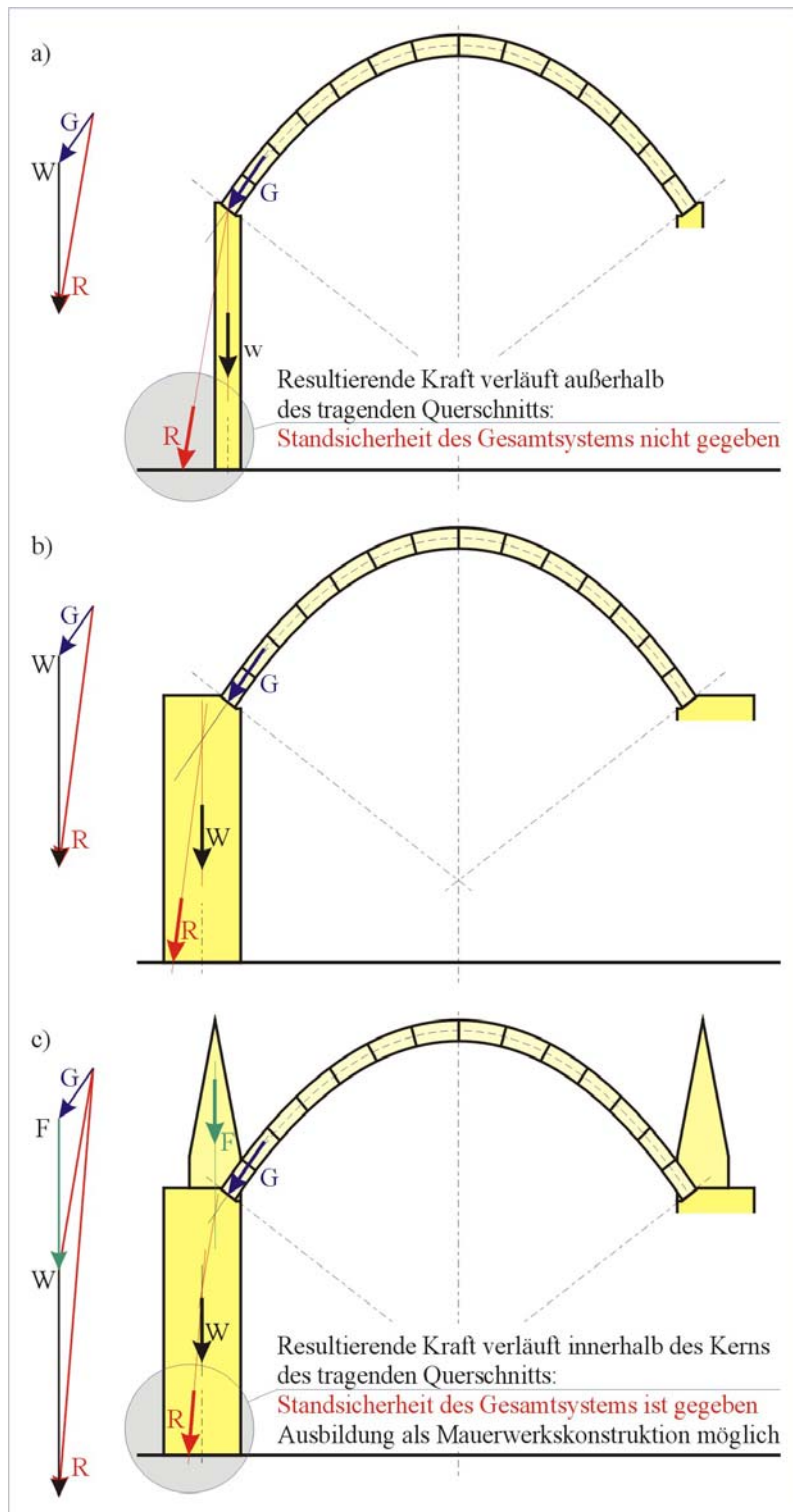 a)
G
W
R
G
w
R
Resultierende Kraft verläuft außerhalb
des tragenden Querschnitts:
Standsicherheit des Gesamtsystems nicht gegeben
b)
G
W
R
G
W
R
c)
G
F
W
R
F
G
W
R
Resultierende Kraft verläuft innerhalb des Kerns
des tragenden Querschnitts:
Standsicherheit des Gesamtsystems ist gegeben
Ausbildung als Mauerwerkskonstruktion möglich